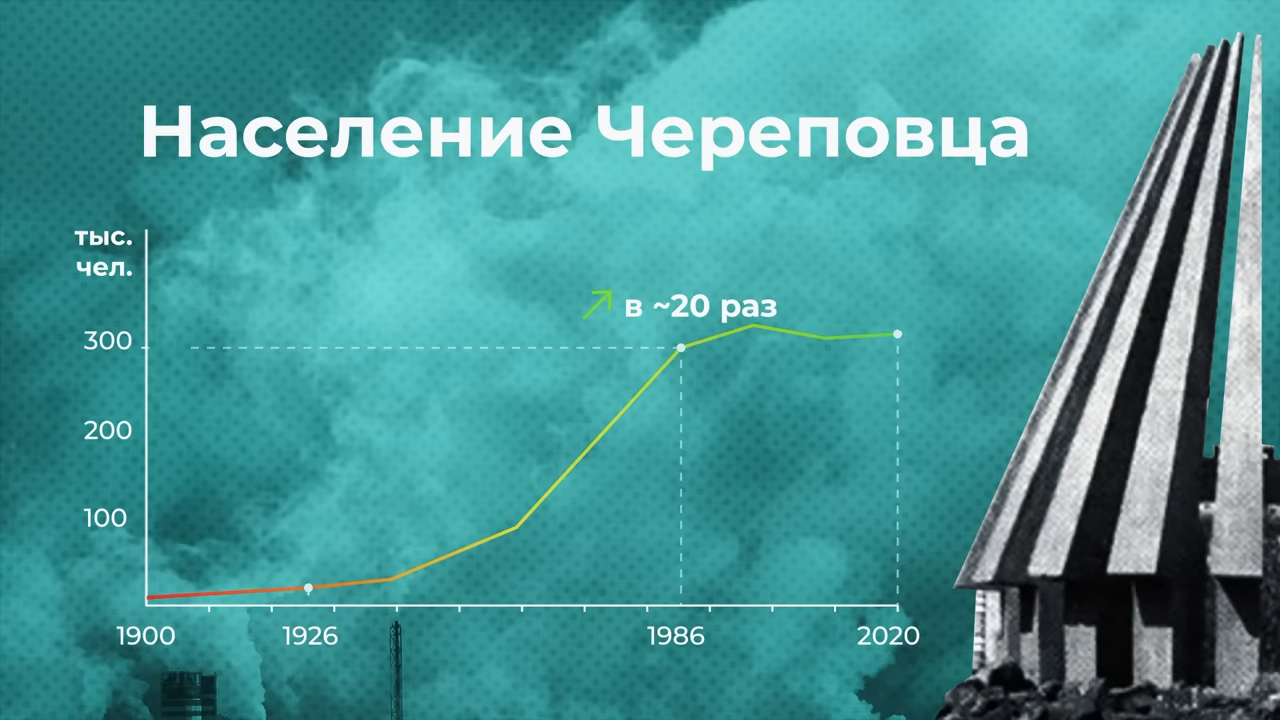 Население Череповца
тыс.
чел.
в ~20 раз
300
200
100
1900 1926 1986 2020